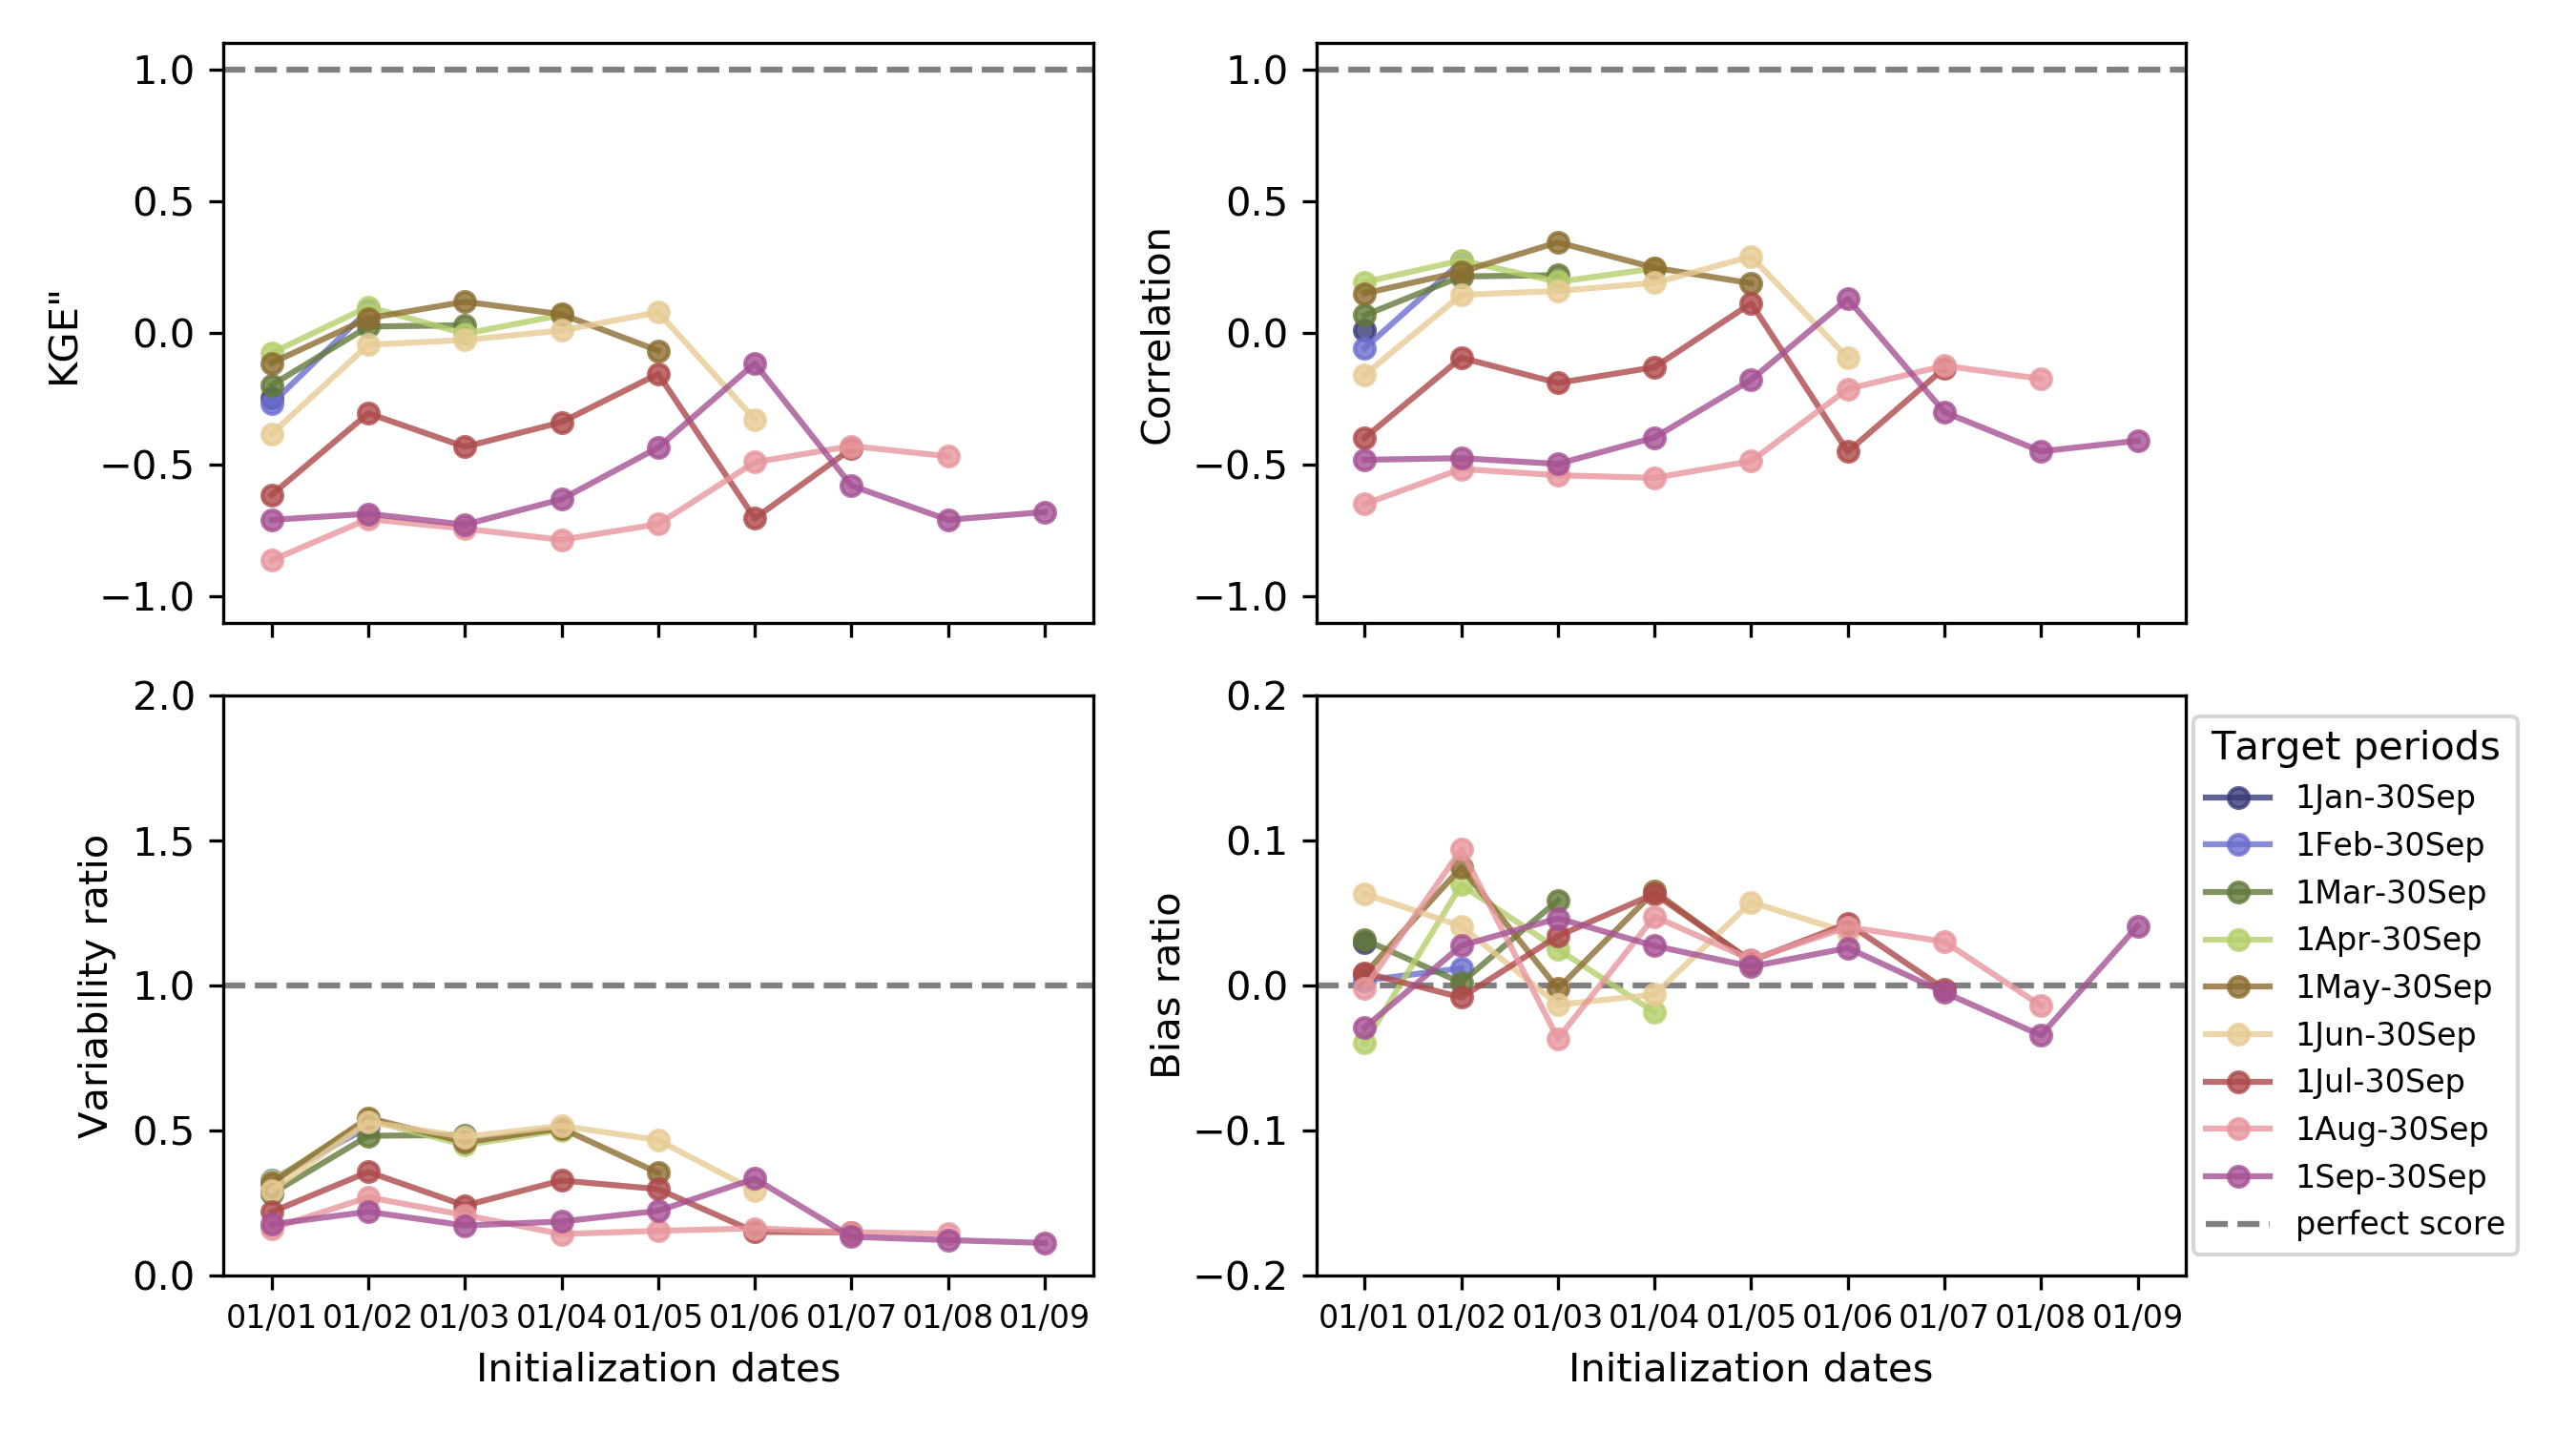 1.0
0.5
0.0
−0.5
−1.0
KGE"
1.0
0.5
0.0
−0.5
−1.0
Correlation
2.0
1.5
1.0
0.5
0.0
Variability ratio
01/01 01/02 01/03 01/04 01/05 01/06 01/07 01/08 01/09
Initialization dates
0.2
0.1
0.0
−0.1
−0.2
Bias ratio
01/01 01/02 01/03 01/04 01/05 01/06 01/07 01/08 01/09
Initialization dates
Target periods
1Jan-30Sep
1Feb-30Sep
1Mar-30Sep
1Apr-30Sep
1May-30Sep
1Jun-30Sep
1Jul-30Sep
1Aug-30Sep
1Sep-30Sep
perfect score